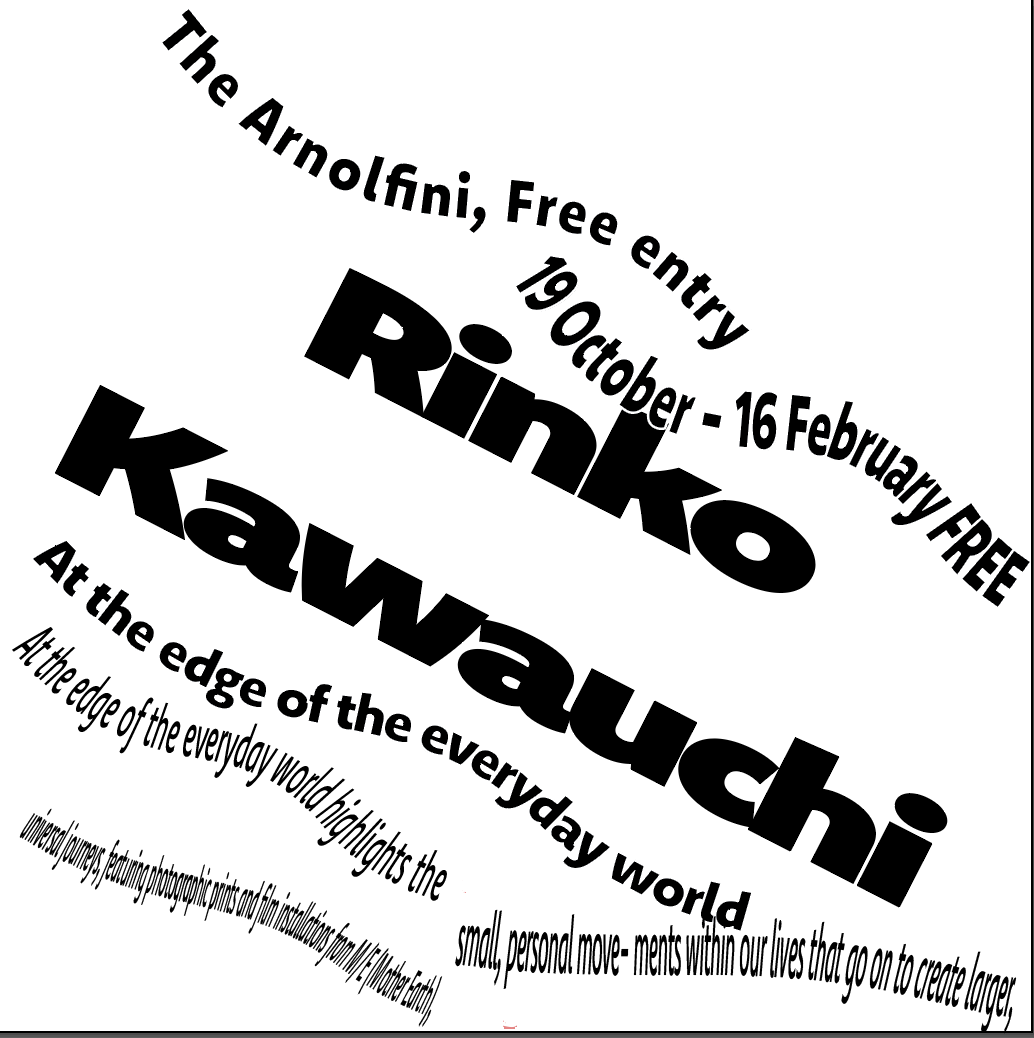 The Arnolfini, Free entry
19 October - 16 February FREE
Rinko
Kawauchi
At the edge of the everyday world
At the edge of the everyday world highlights the
small, personal move- ments within our lives that go on to create larger,
universal journeys, featuring photographic prints and film installations from M/E (Mother Earth),